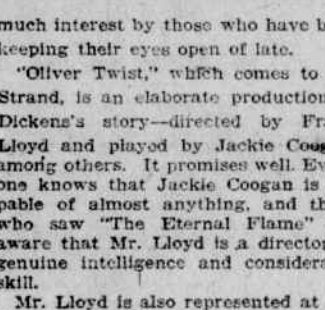 much interest by those who have b
keeping their eyes open of late.
"Oliver Twist," which comes to
Strand, is an elaborate production
Dickens's story—directed by Fr
Lloyd and played by Jackie Coog
among others. It promises well. Ev
one knows that Jackie Coogan is
pable of almost anything, and th
who saw "The Eternal Flame"
aware that Mr. Lloyd is a director
genuine intelligence and considera
skill.
Mr. Lloyd is also represented at